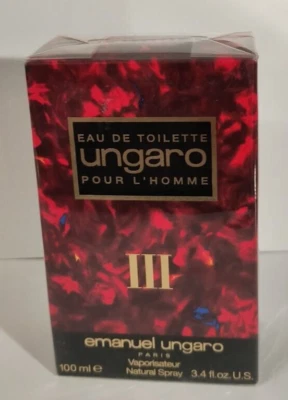 EAU DE TOILETTE
ungaro
POUR L'HOMME
III
emanuel ungaro
PARIS
Vaporisateur
100 ml e Natural Spray 3.4 fl.oz. U.S.